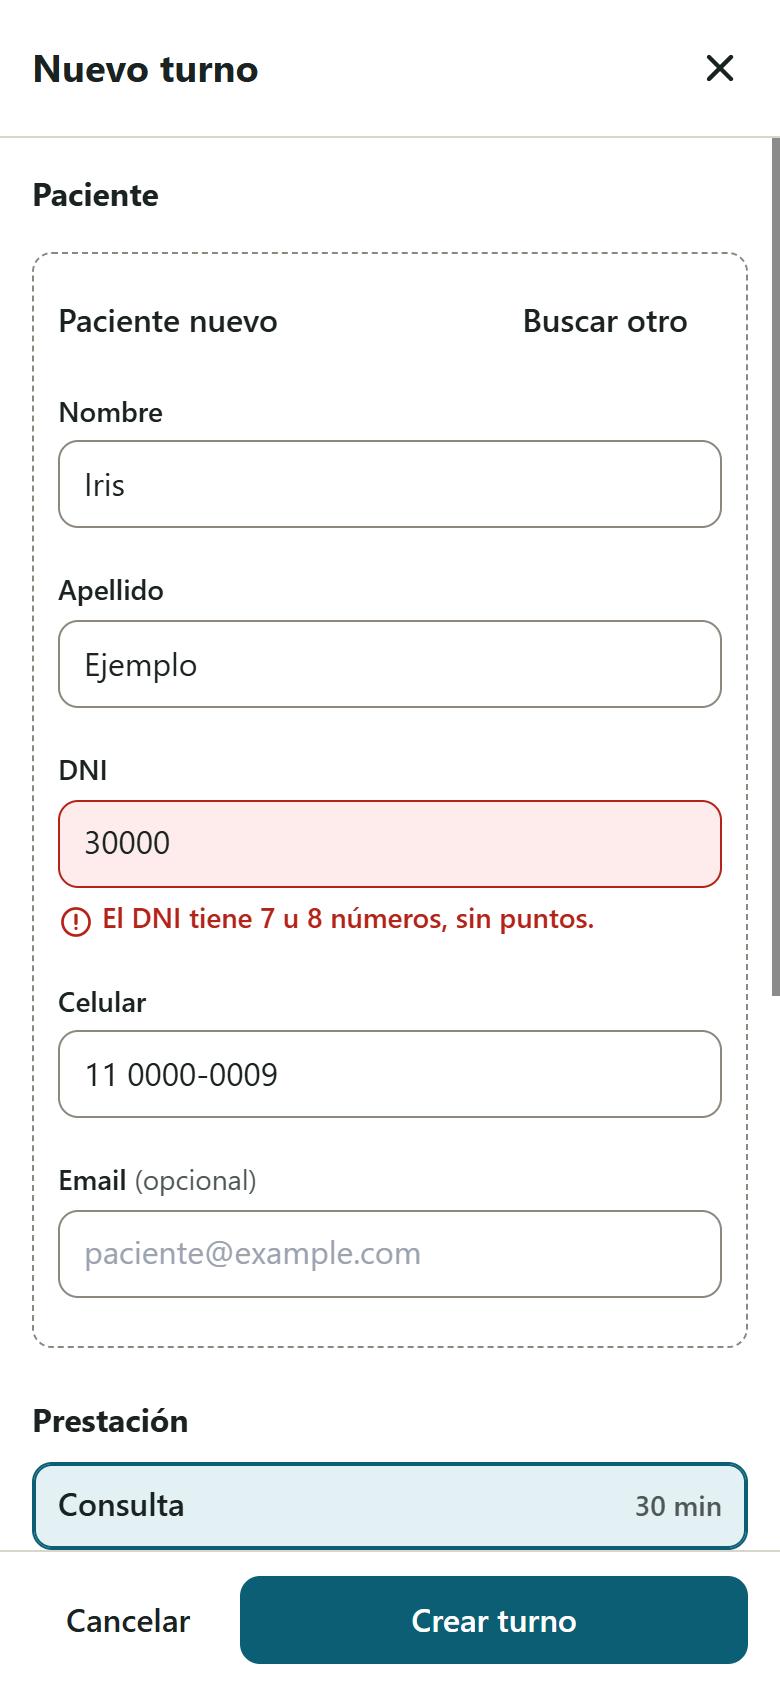 Nuevo turno
Paciente
Paciente nuevo
Buscar otro
Nombre
Iris
Apellido
Ejemplo
DNI
30000
El DNI tiene 7 u 8 números, sin puntos.
Celular
11 0000-0009
Email (opcional)
paciente@example.com
Prestación
Consulta
30 min
Cancelar
Crear turno